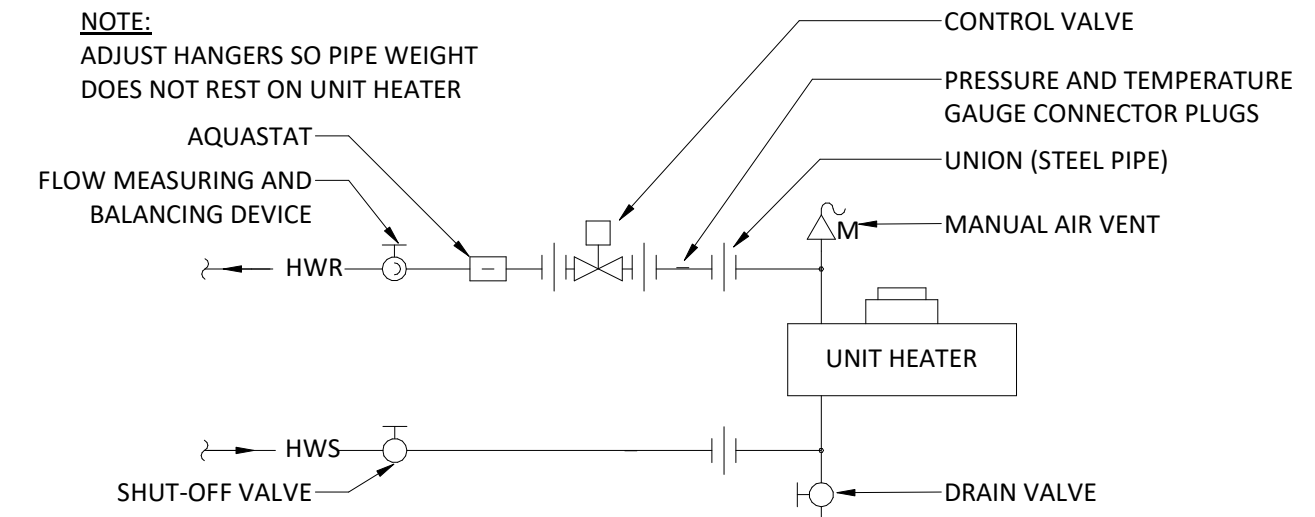 NOTE:
ADJUST HANGERS SO PIPE WEIGHT
DOES NOT REST ON UNIT HEATER
CONTROL VALVE
PRESSURE AND TEMPERATURE
GAUGE CONNECTOR PLUGS
AQUASTAT
UNION (STEEL PIPE)
FLOW MEASURING AND
BALANCING DEVICE
MANUAL AIR VENT
M
HWR
UNIT HEATER
HWS
SHUT-OFF VALVE
DRAIN VALVE